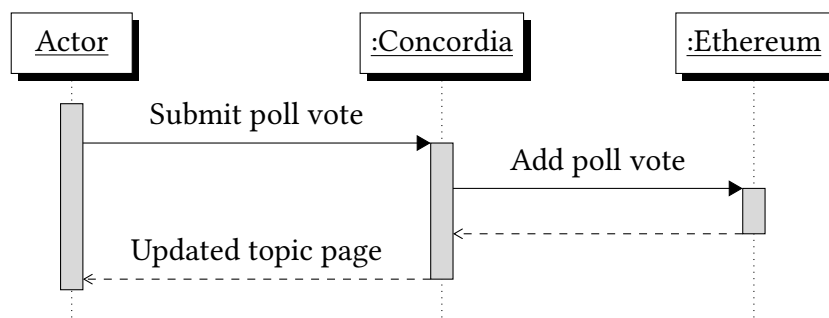 Actor
:Concordia
:Ethereum
Submit poll vote
Add poll vote
Updated topic page